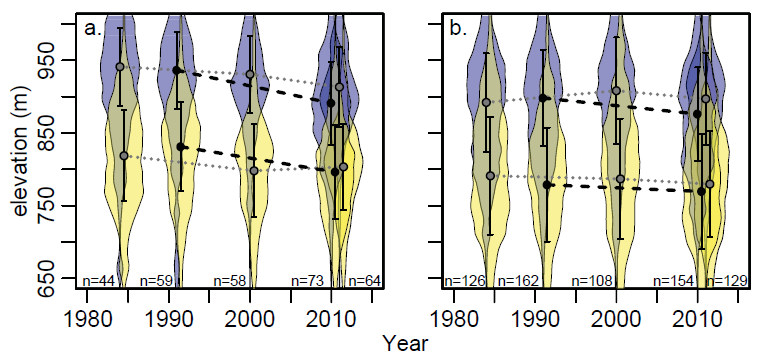 a.
b.
elevation (m)
950
850
750
650
n=44
n=59
n=58
n=73
n=64
n=126
n=162
n=108
n=154
n=129
1980
1990
2000
2010
1980
1990
2000
2010
Year